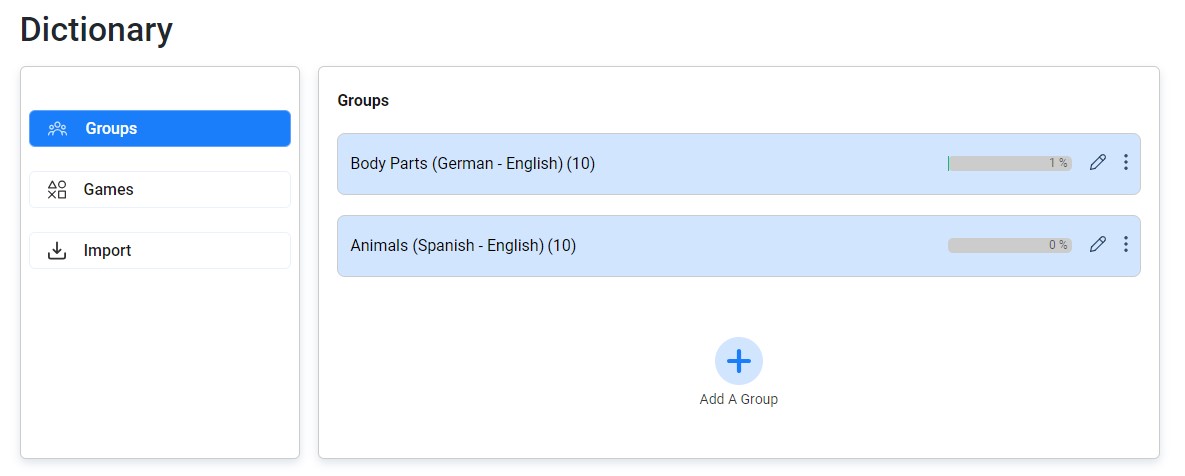 Dictionary
Groups
Games
Import
Groups
Body Parts (German - English) (10)
1 %
Animals (Spanish - English) (10)
0 %
Add A Group